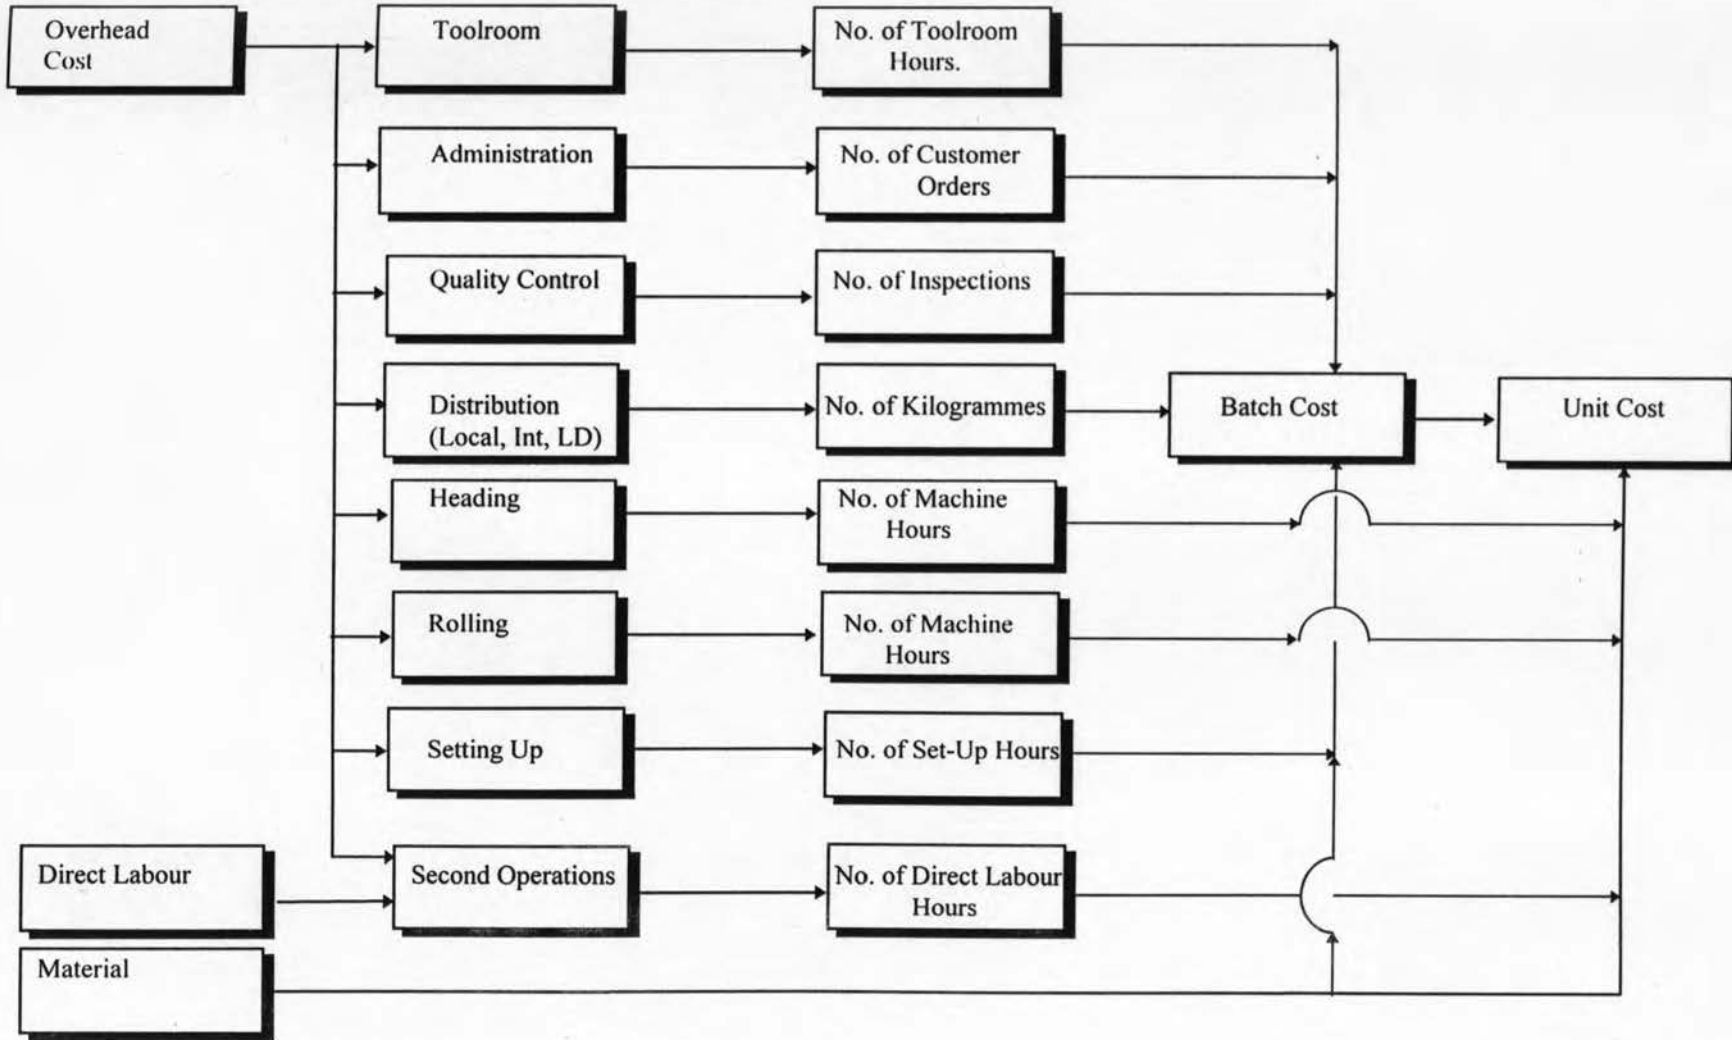 Overhead
Cost
Toolroom
No. of Toolroom
Hours.
Administration
No. of Customer
Orders
Quality Control
No. of Inspections
Distribution
(Local, Int, LD)
No. of Kilogrammes
Batch Cost
Unit Cost
Heading
No. of Machine
Hours
Rolling
No. of Machine
Hours
Setting Up
No. of Set-Up Hours
Direct Labour
Second Operations
No. of Direct Labour
Hours
Material